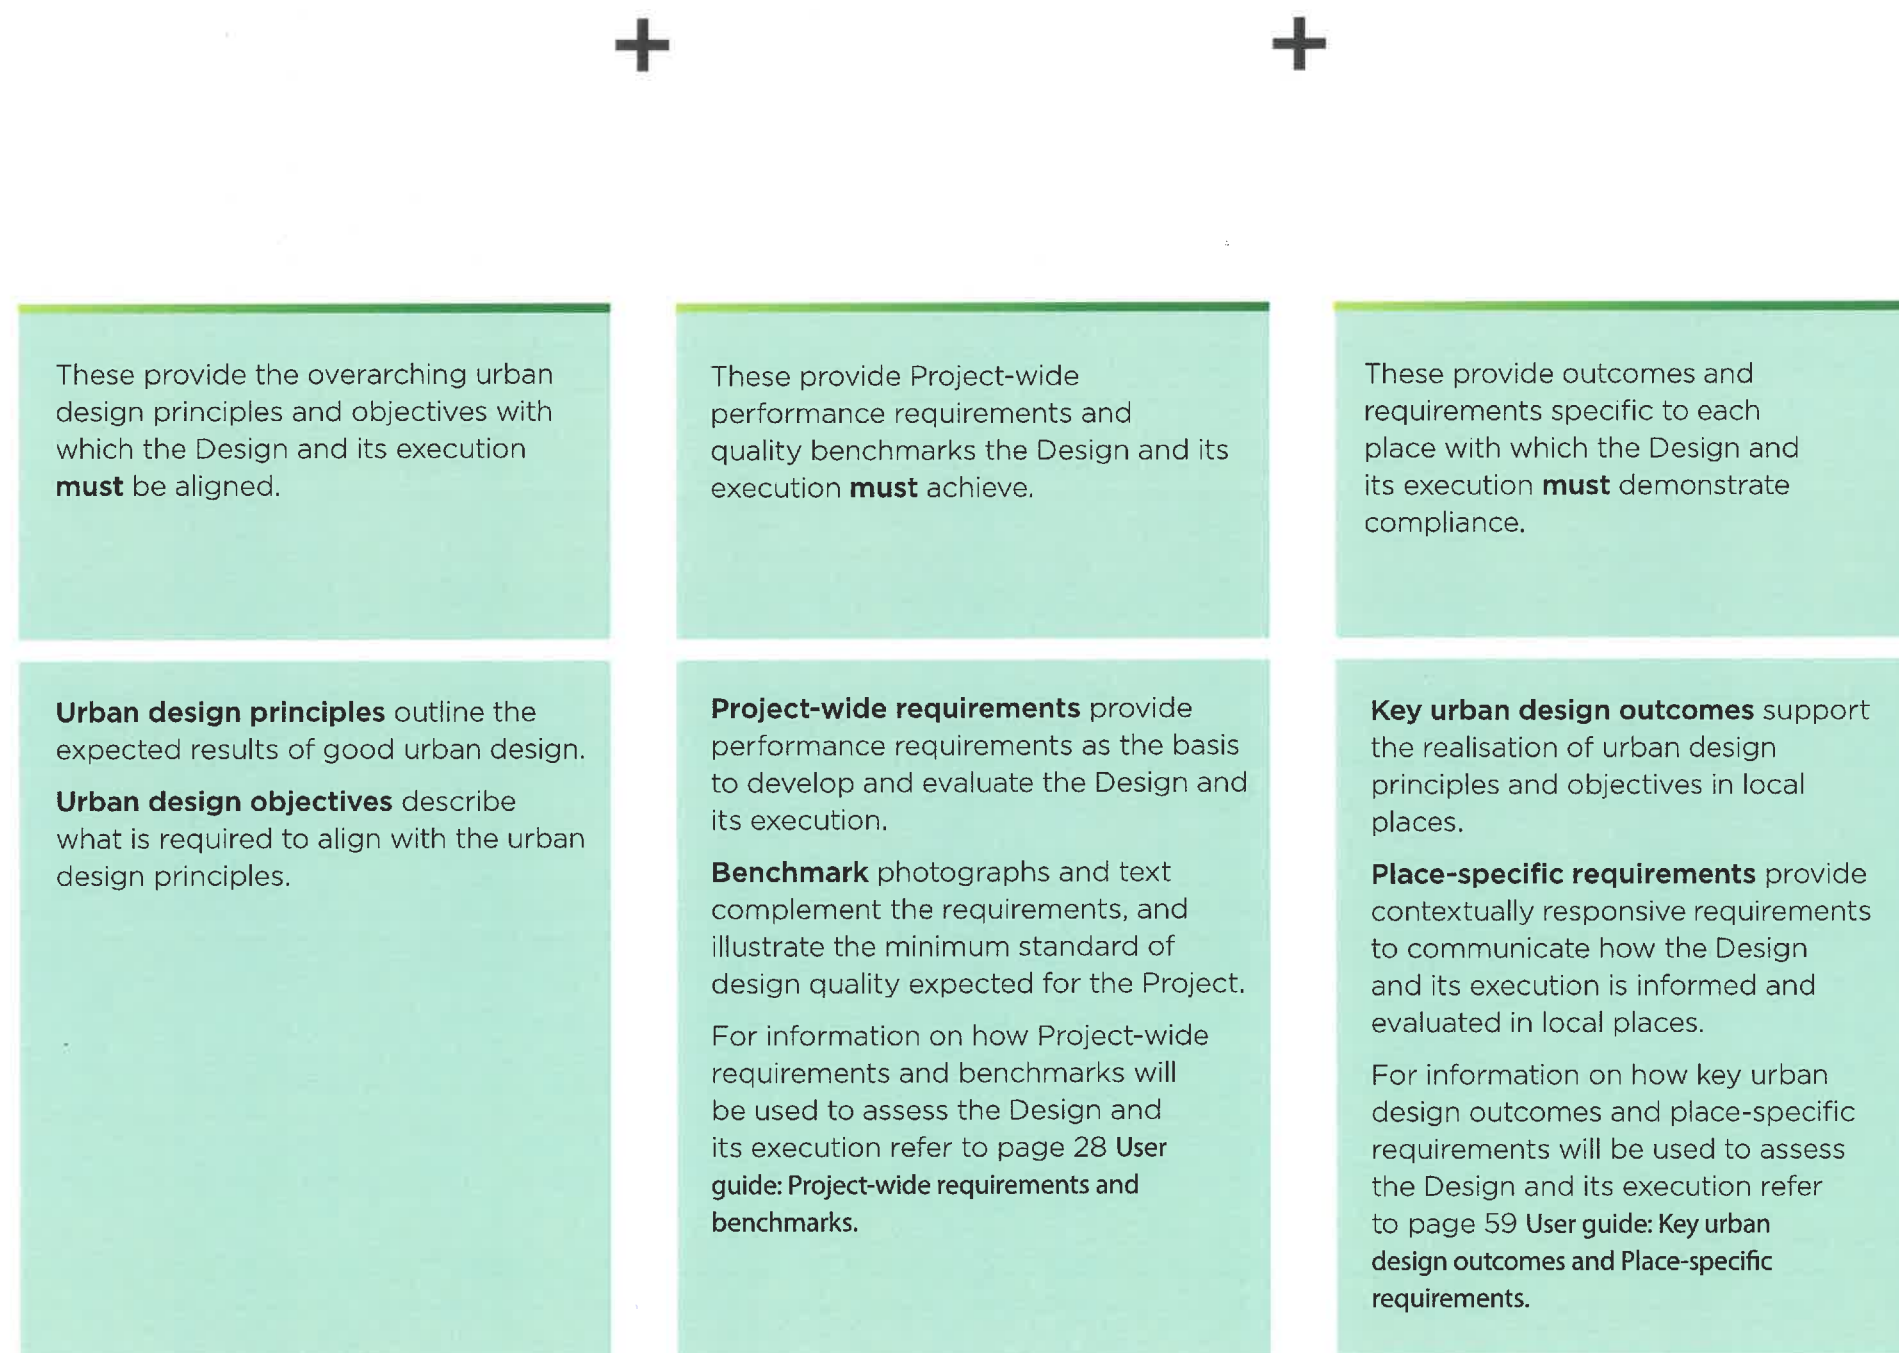 +
+
These provide the overarching urban
design principles and objectives with
which the Design and its execution
must be aligned.
Urban design principles outline the
expected results of good urban design.
Urban design objectives describe
what is required to align with the urban
design principles.
These provide Project-wide
performance requirements and
quality benchmarks the Design and its
execution must achieve.
Project-wide requirements provide
performance requirements as the basis
to develop and evaluate the Design and
its execution.
Benchmark photographs and text
complement the requirements, and
illustrate the minimum standard of
design quality expected for the Project.
For information on how Project-wide
requirements and benchmarks will
be used to assess the Design and
its execution refer to page 28 User
guide: Project-wide requirements and
benchmarks.
These provide outcomes and
requirements specific to each
place with which the Design and
its execution must demonstrate
compliance.
Key urban design outcomes support
the realisation of urban design
principles and objectives in local
places.
Place-specific requirements provide
contextually responsive requirements
to communicate how the Design
and its execution is informed and
evaluated in local places.
For information on how key urban
design outcomes and place-specific
requirements will be used to assess
the Design and its execution refer
to page 59 User guide: Key urban
design outcomes and Place-specific
requirements.